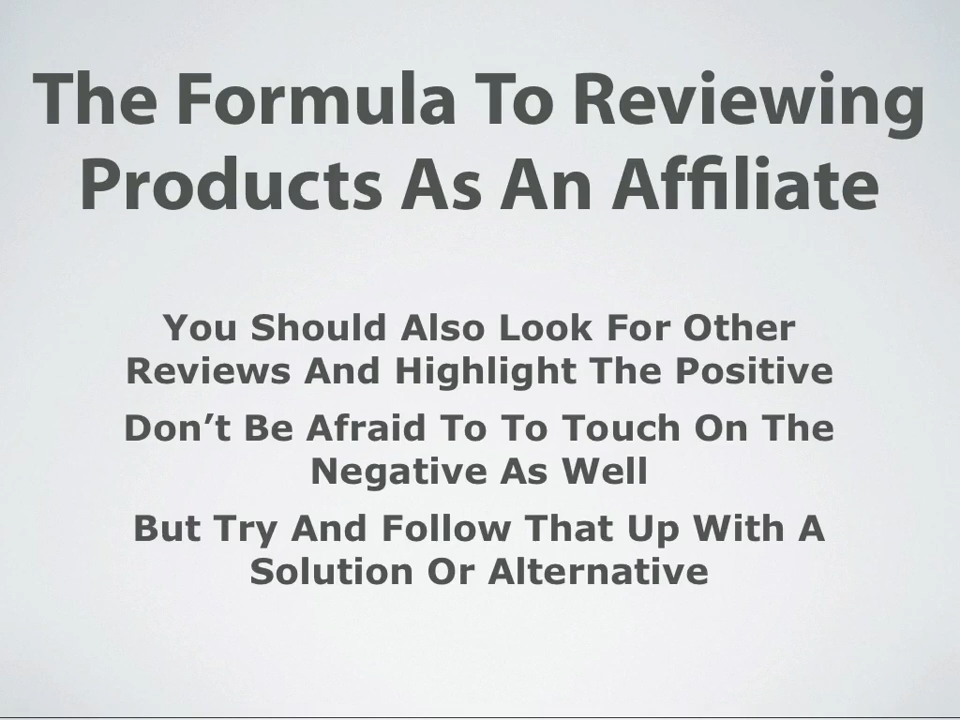 The Formula To Reviewing
Products As An Affiliate
You Should Also Look For Other
Reviews And Highlight The Positive
Don’t Be Afraid To To Touch On The
Negative As Well
But Try And Follow That Up With A
Solution Or Alternative